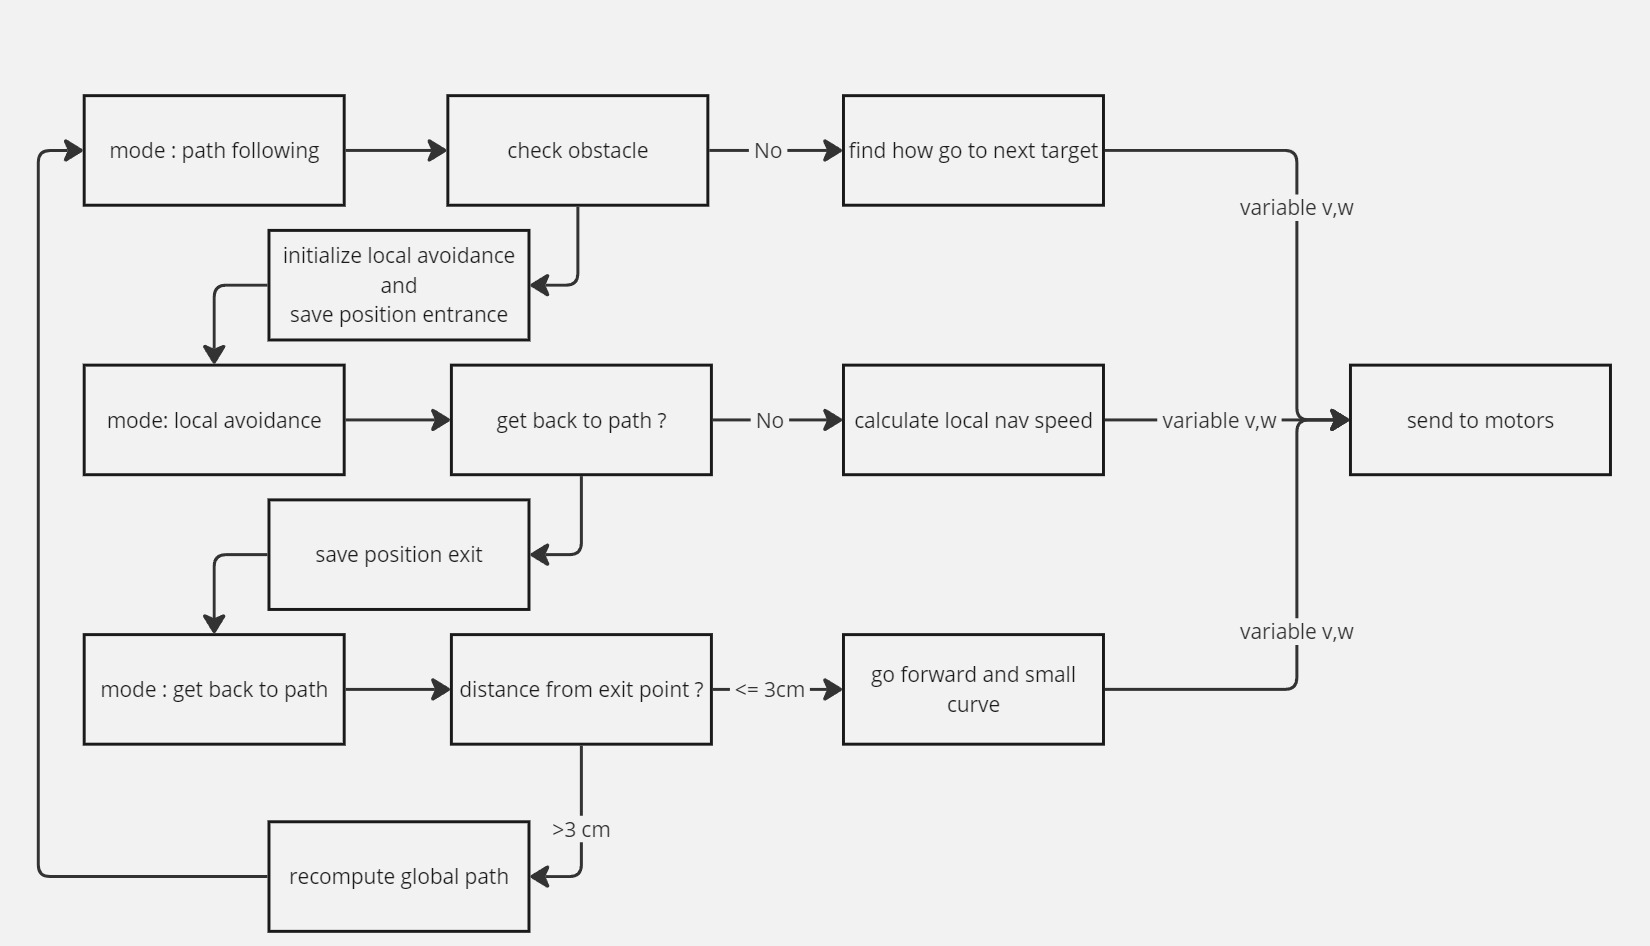 mode : path following
check obstacle
No
find how go to next target
variable v,w
initialize local avoidance
and
save position entrance
mode: local avoidance
get back to path ?
No
calculate local nav speed
variable v,w
send to motors
save position exit
variable v,w
mode : get back to path
distance from exit point ?
<= 3cm
go forward and small
curve
>3 cm
recompute global path